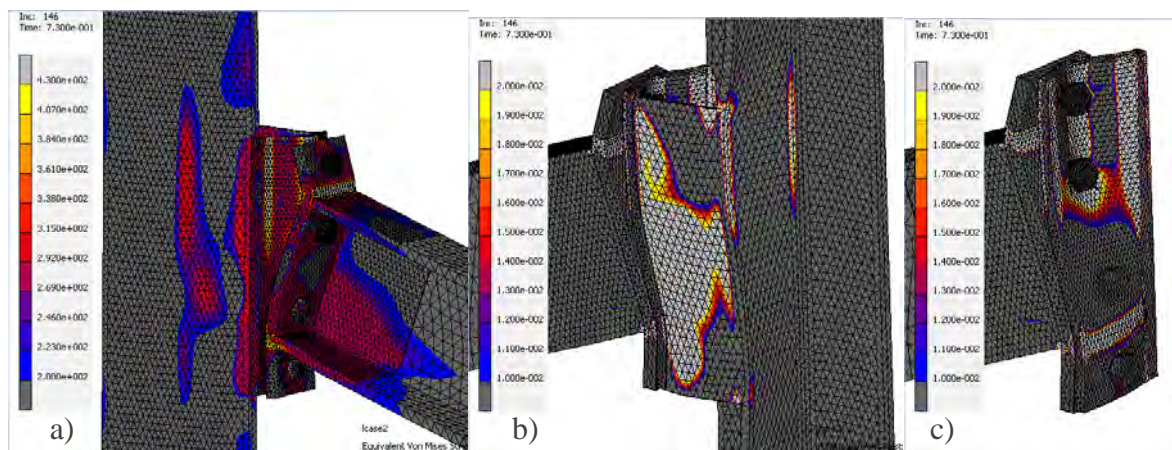 Inc: 146
Time: 7.300e-001
4.300e+002
4.070e+002
3.840e+002
3.610e+002
3.380e+002
3.150e+002
2.920e+002
2.690e+002
2.460e+002
2.230e+002
2.000e+002
a)
lcase2
Equivalent Von Mises
Inc: 146
Time: 7.300e-001
2.000e-002
1.900e-002
1.800e-002
1.700e-002
1.600e-002
1.500e-002
1.400e-002
1.300e-002
1.200e-002
1.100e-002
1.000e-002
b)
Inc: 146
Time: 7.300e-001
2.000e-002
1.900e-002
1.800e-002
1.700e-002
1.600e-002
1.500e-002
1.400e-002
1.300e-002
1.200e-002
1.100e-002
1.000e-002
c)